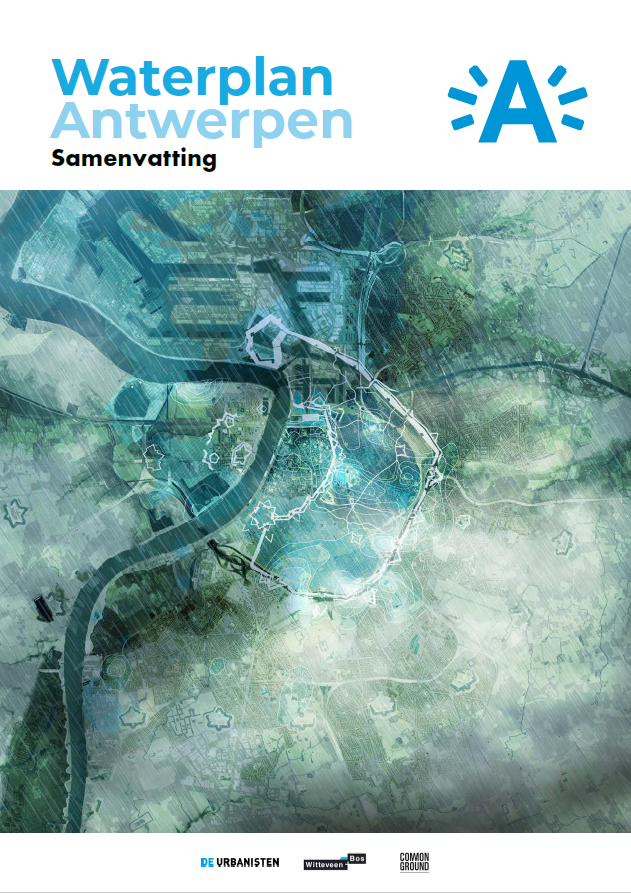 Waterplan
Antwerpen
Samenvatting
A
DE URBANISTEN
Witteveen + Bos
COMMON
GROUND